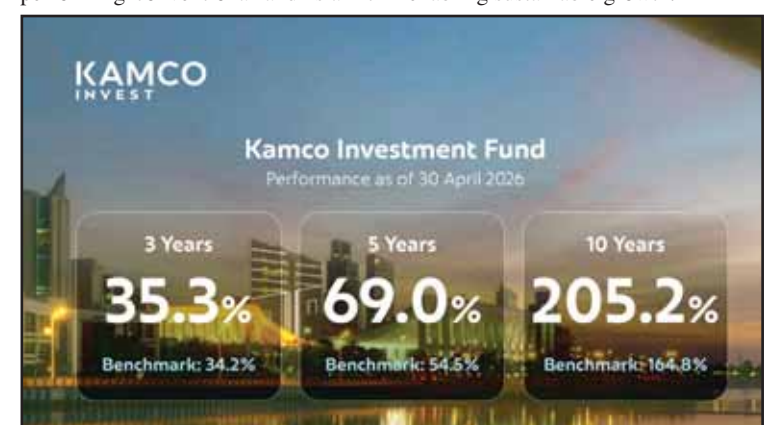 KAMCO
INVEST
Kamco Investment Fund
Performance as of 30 April 2026
3 Years
5 Years
10 Years
35.3%
69.0%
205.2%
Benchmark: 34.2%
Benchmark: 54.5%
Benchmark: 164.8%